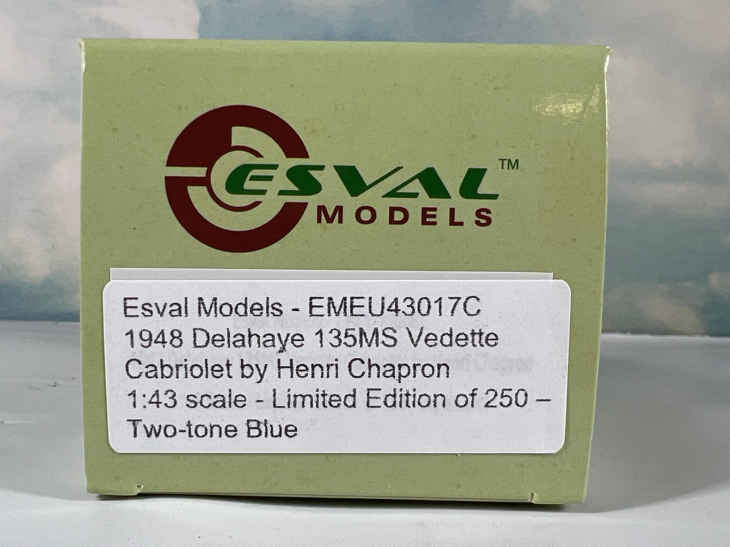 ESVAL™
MODELS
Esval Models - EMEU43017C
1948 Delahaye 135MS Vedette
Cabriolet by Henri Chapron
1:43 scale - Limited Edition of 250 –
Two-tone Blue